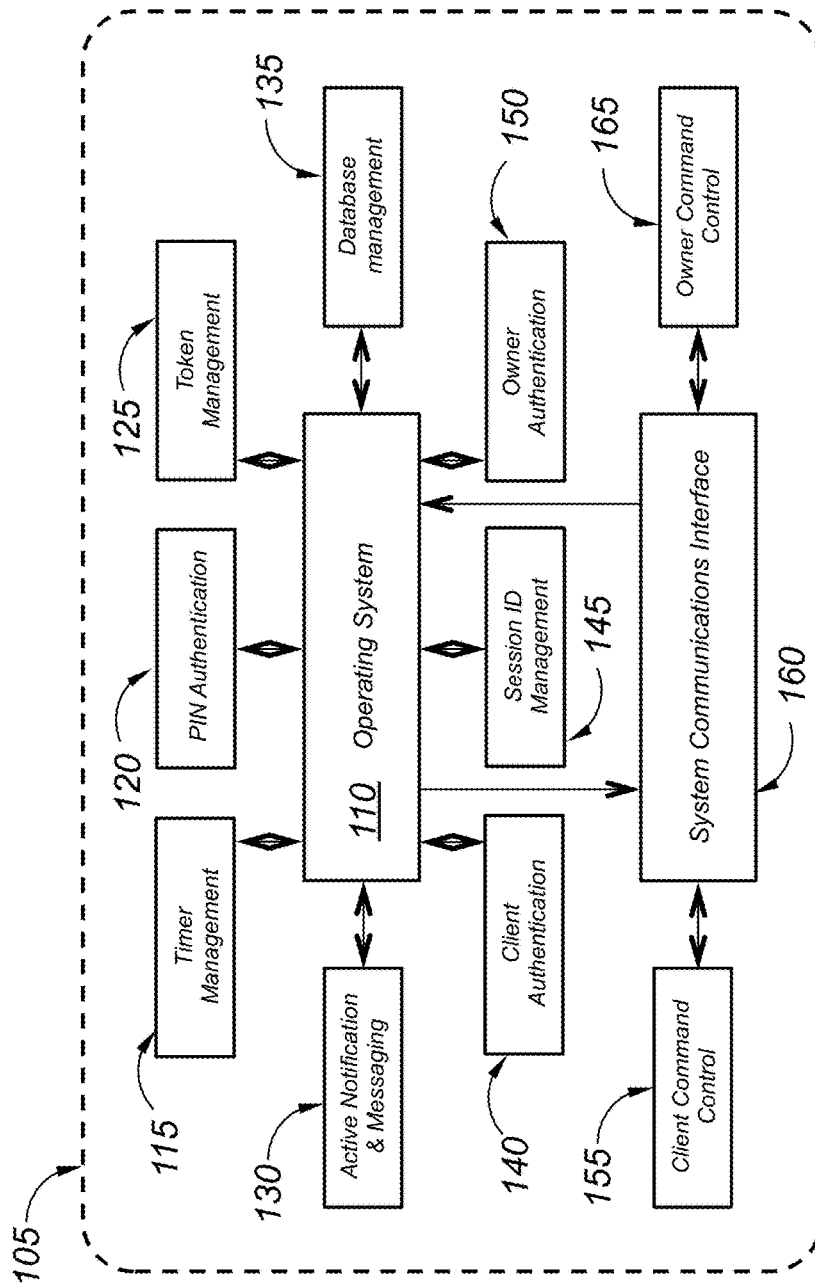 105
115
Timer
Management
120
PIN Authentication
125
Token
Management
130
Active Notification
& Messaging
110 Operating System
Database
management
135
140
Client
Authentication
Session ID
Management
145
Owner
Authentication
150
155
Client Command
Control
System Communications Interface
160
Owner Command
Control
165